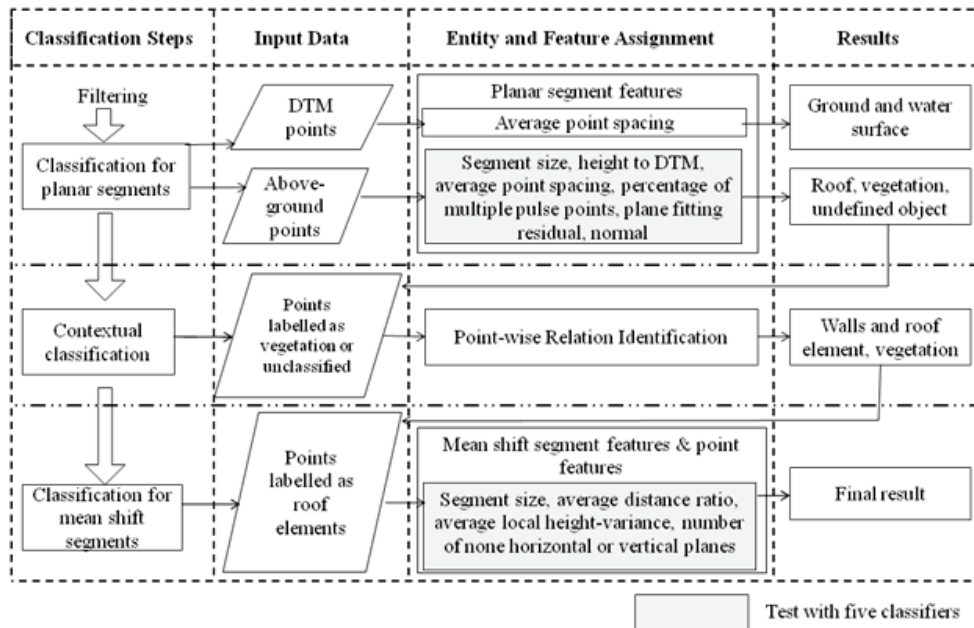 Classification Steps
Input Data
Entity and Feature Assignment
Results
Filtering
Classification for
planar segments
DTM
points
Above-
ground
points
Planar segment features
Average point spacing
Segment size, height to DTM,
average point spacing, percentage of
multiple pulse points, plane fitting
residual, normal
Ground and water
surface
Roof, vegetation,
undefined object
Contextual
classification
Points
labelled as
vegetation or
unclassified
Point-wise Relation Identification
Walls and roof
element, vegetation
Classification for
mean shift
segments
Points
labelled as
roof
elements
Mean shift segment features & point
features
Segment size, average distance ratio,
average local height-variance, number
of none horizontal or vertical planes
Final result
Test with five classifiers